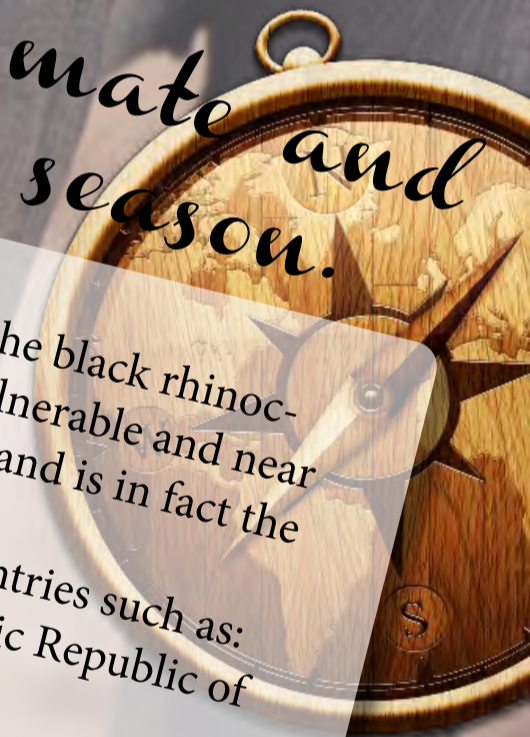 mate and
season.
he black rhinoc-
lnerable and near
and is in fact the
ntries such as:
ic Republic of
S